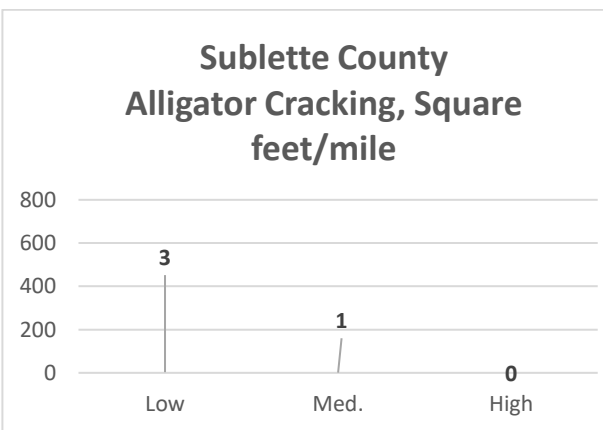 Sublette County
Alligator Cracking, Square
feet/mile
800
600
400
200
0
3
1
0
Low Med. High